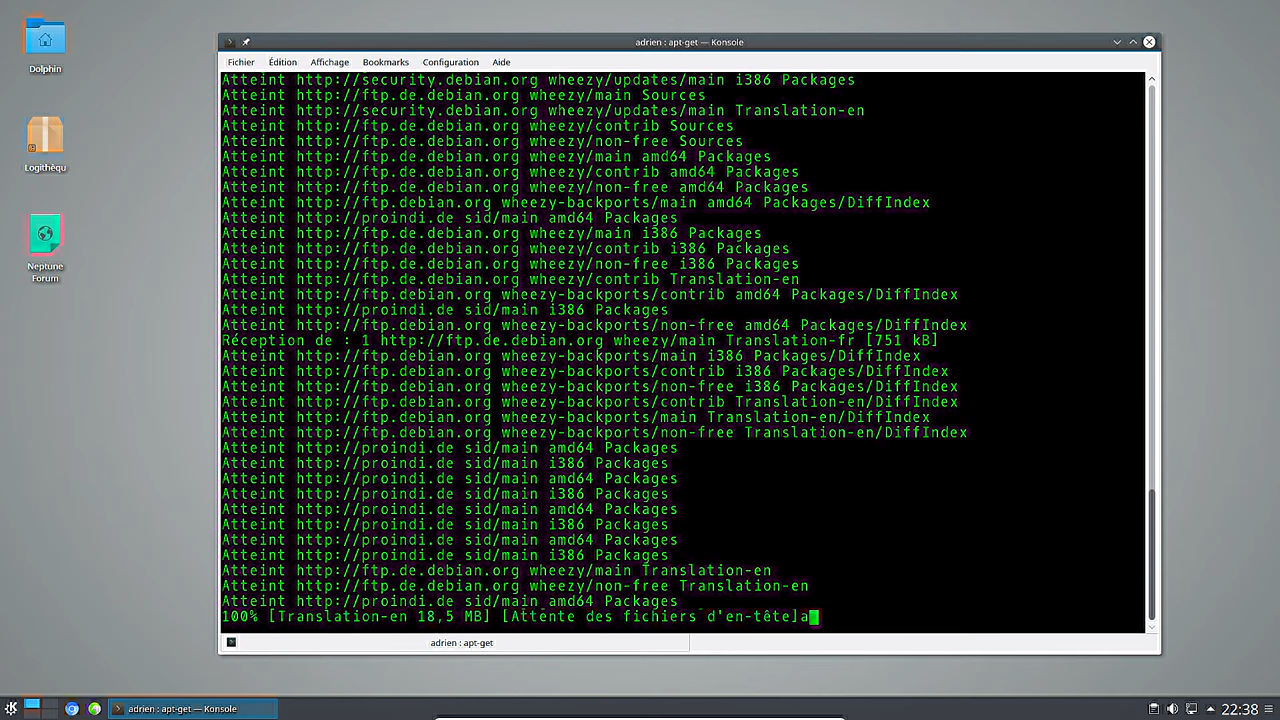 Dolphin
Logithèqu
Neptune
Forum
adrien : apt-get — Konsole
Fichier Édition Affichage Bookmarks Configuration Aide
Atteint http://security.debian.org wheezy/updates/main i386 Packages
Atteint http://ftp.de.debian.org wheezy/main Sources
Atteint http://security.debian.org wheezy/updates/main Translation-en
Atteint http://ftp.de.debian.org wheezy/contrib Sources
Atteint http://ftp.de.debian.org wheezy/non-free Sources
Atteint http://ftp.de.debian.org wheezy/main amd64 Packages
Atteint http://ftp.de.debian.org wheezy/contrib amd64 Packages
Atteint http://ftp.de.debian.org wheezy/non-free amd64 Packages
Atteint http://ftp.debian.org wheezy-backports/main amd64 Packages/DiffIndex
Atteint http://proindi.de sid/main amd64 Packages
Atteint http://ftp.de.debian.org wheezy/main i386 Packages
Atteint http://ftp.de.debian.org wheezy/contrib i386 Packages
Atteint http://ftp.de.debian.org wheezy/non-free i386 Packages
Atteint http://ftp.de.debian.org wheezy/contrib Translation-en
Atteint http://ftp.debian.org wheezy-backports/contrib amd64 Packages/DiffIndex
Atteint http://proindi.de sid/main i386 Packages
Atteint http://ftp.debian.org wheezy-backports/non-free amd64 Packages/DiffIndex
Réception de : 1 http://ftp.de.debian.org wheezy/main Translation-fr [751 kB]
Atteint http://ftp.debian.org wheezy-backports/main i386 Packages/DiffIndex
Atteint http://ftp.debian.org wheezy-backports/contrib i386 Packages/DiffIndex
Atteint http://ftp.debian.org wheezy-backports/non-free i386 Packages/DiffIndex
Atteint http://ftp.debian.org wheezy-backports/contrib Translation-en/DiffIndex
Atteint http://ftp.debian.org wheezy-backports/main Translation-en/DiffIndex
Atteint http://ftp.debian.org wheezy-backports/non-free Translation-en/DiffIndex
Atteint http://proindi.de sid/main amd64 Packages
Atteint http://proindi.de sid/main i386 Packages
Atteint http://proindi.de sid/main amd64 Packages
Atteint http://proindi.de sid/main i386 Packages
Atteint http://proindi.de sid/main amd64 Packages
Atteint http://proindi.de sid/main i386 Packages
Atteint http://proindi.de sid/main amd64 Packages
Atteint http://proindi.de sid/main i386 Packages
Atteint http://ftp.de.debian.org wheezy/main Translation-en
Atteint http://ftp.de.debian.org wheezy/non-free Translation-en
Atteint http://proindi.de sid/main amd64 Packages
100% [Translation-en 18,5 MB] [Attente des fichiers d'en-tête]a
adrien : apt-get
adrien : apt-get — Konsole
22:38